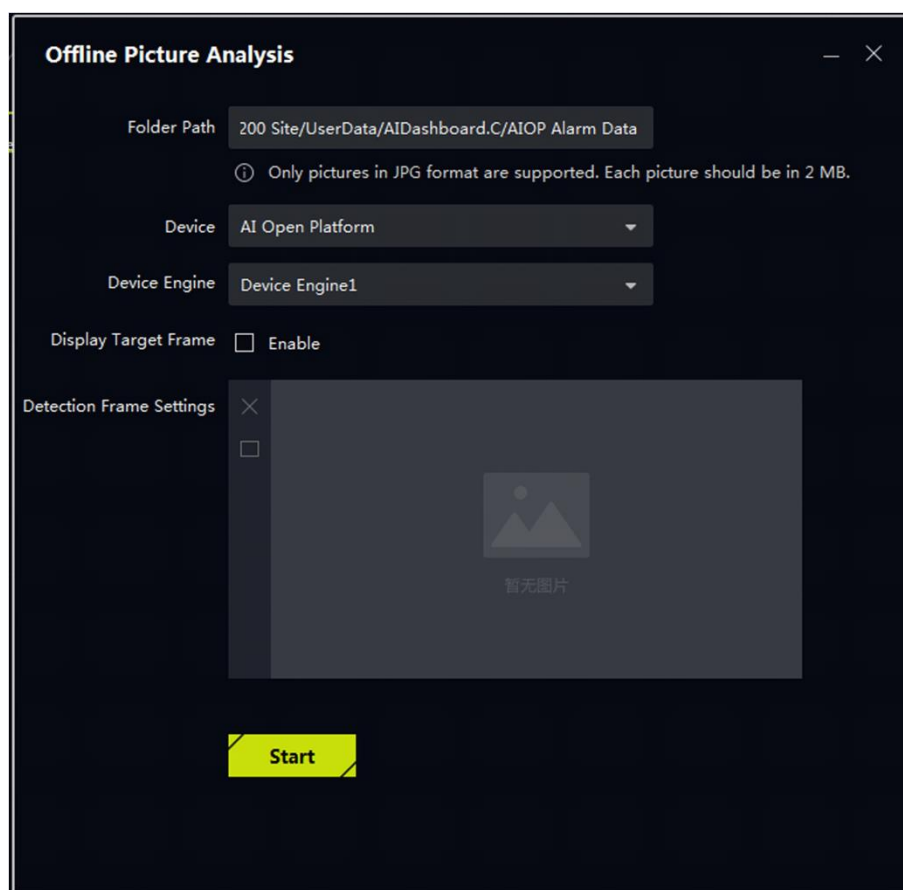 Offline Picture Analysis
Folder Path
200 Site/UserData/AIDashboard.C/AIOP Alarm Data
Only pictures in JPG format are supported. Each picture should be in 2 MB.
Device
AI Open Platform
Device Engine
Device Engine1
Display Target Frame
Enable
Detection Frame Settings
暂无图片
Start